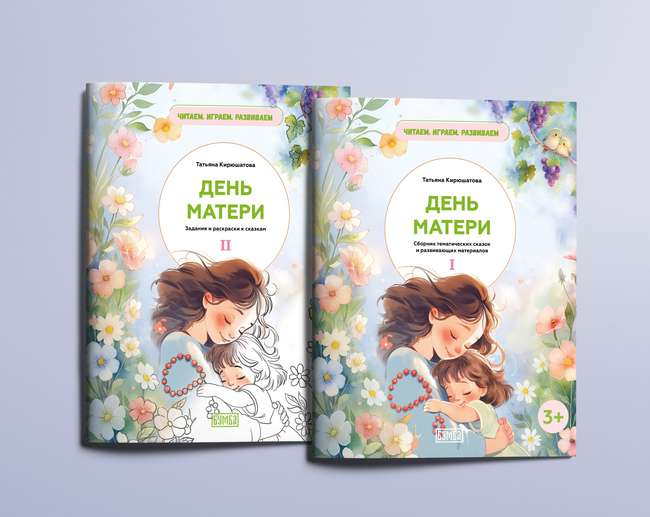 ЧИТАЕМ. ИГРАЕМ. РАЗВИВАЕМ
Татьяна Кирюшатова
ДЕНЬ
МАТЕРИ
Задания и раскраски к сказкам
II
БУМБА
ЧИТАЕМ. ИГРАЕМ. РАЗВИВАЕМ
Татьяна Кирюшатова
ДЕНЬ
МАТЕРИ
Сборник тематических сказок
и развивающих материалов
I
3+
БУМБА